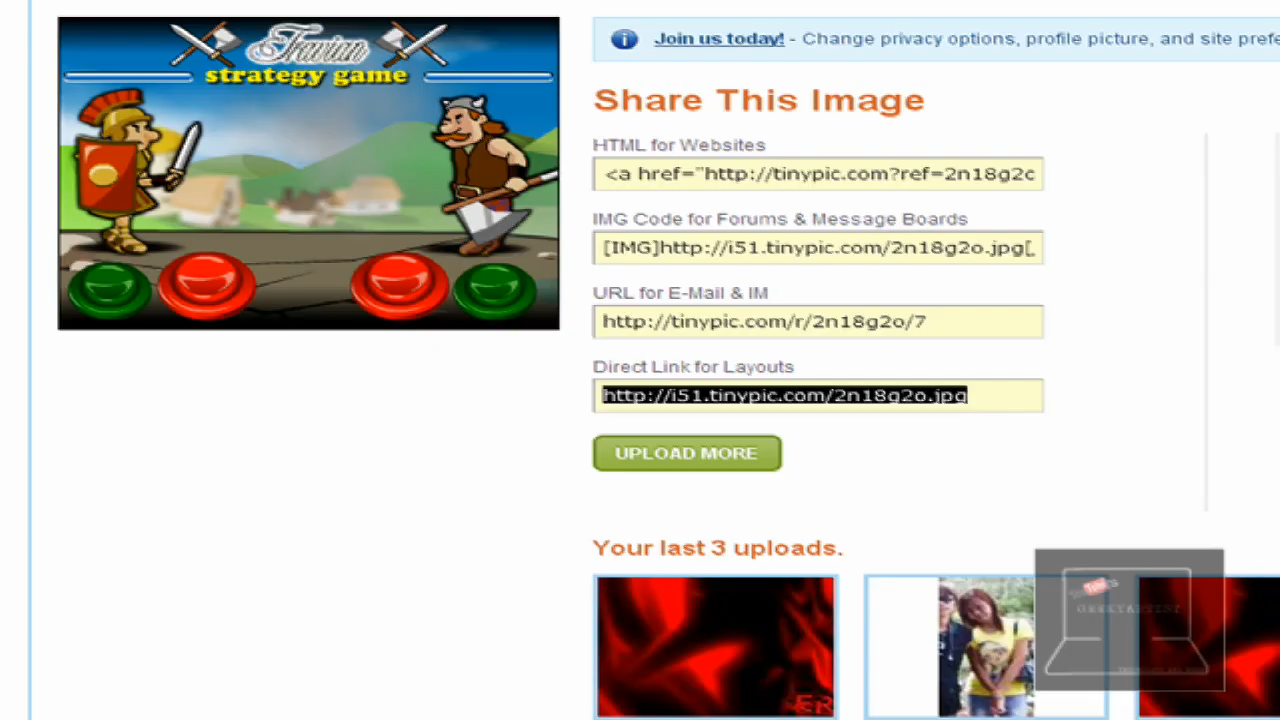 Travian
strategy game
Join us today! - Change privacy options, profile picture, and site prefe
Share This Image
HTML for Websites
<a href="http://tinypic.com?ref=2n18g2c
IMG Code for Forums & Message Boards
[IMG]http://i51.tinypic.com/2n18g2o.jpg[
URL for E-Mail & IM
http://tinypic.com/r/2n18g2o/7
Direct Link for Layouts
http://i51.tinypic.com/2n18g2o.jpg
UPLOAD MORE
Your last 3 uploads.
ER
GEEKYARTIST